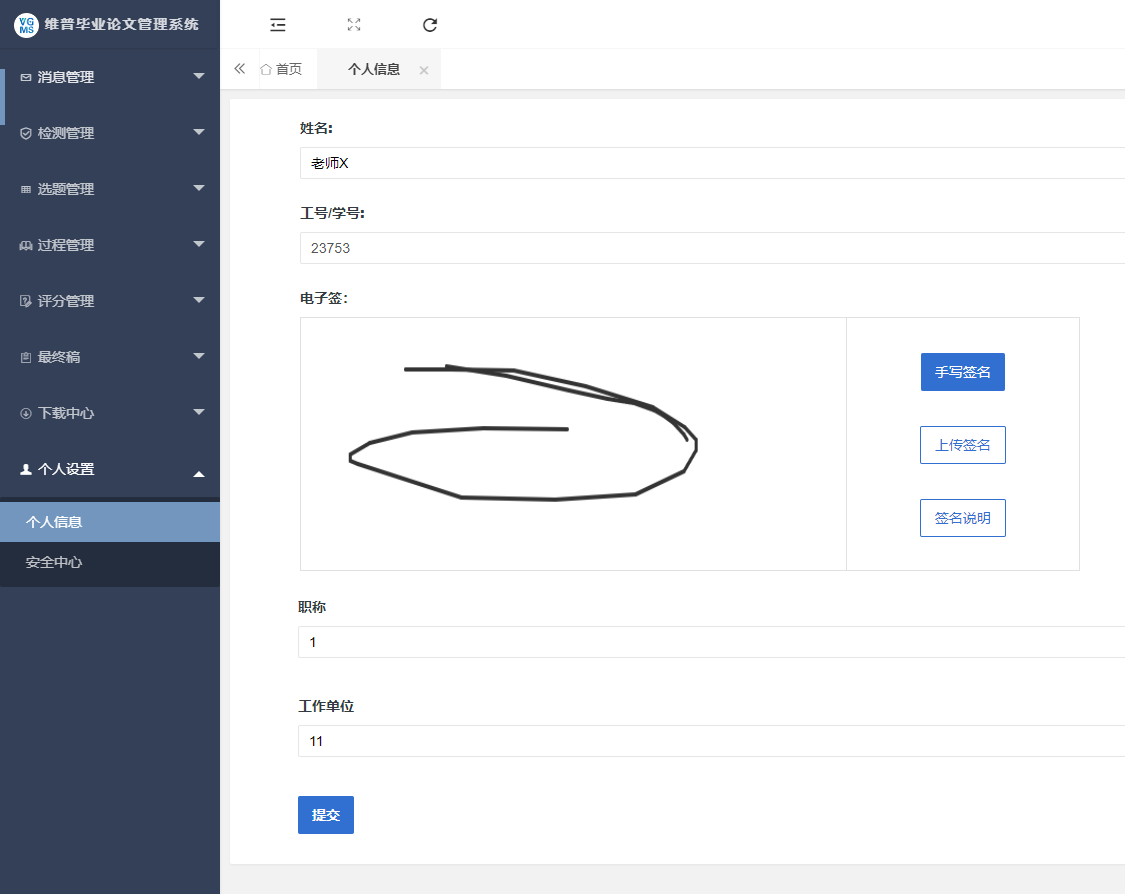 VG
MS
维普毕业论文管理系统
消息管理
检测管理
选题管理
过程管理
评分管理
最终稿
下载中心
个人设置
个人信息
安全中心
首页
个人信息
姓名:
老师X
工号/学号:
23753
电子签:
手写签名
上传签名
签名说明
职称
1
工作单位
11
提交